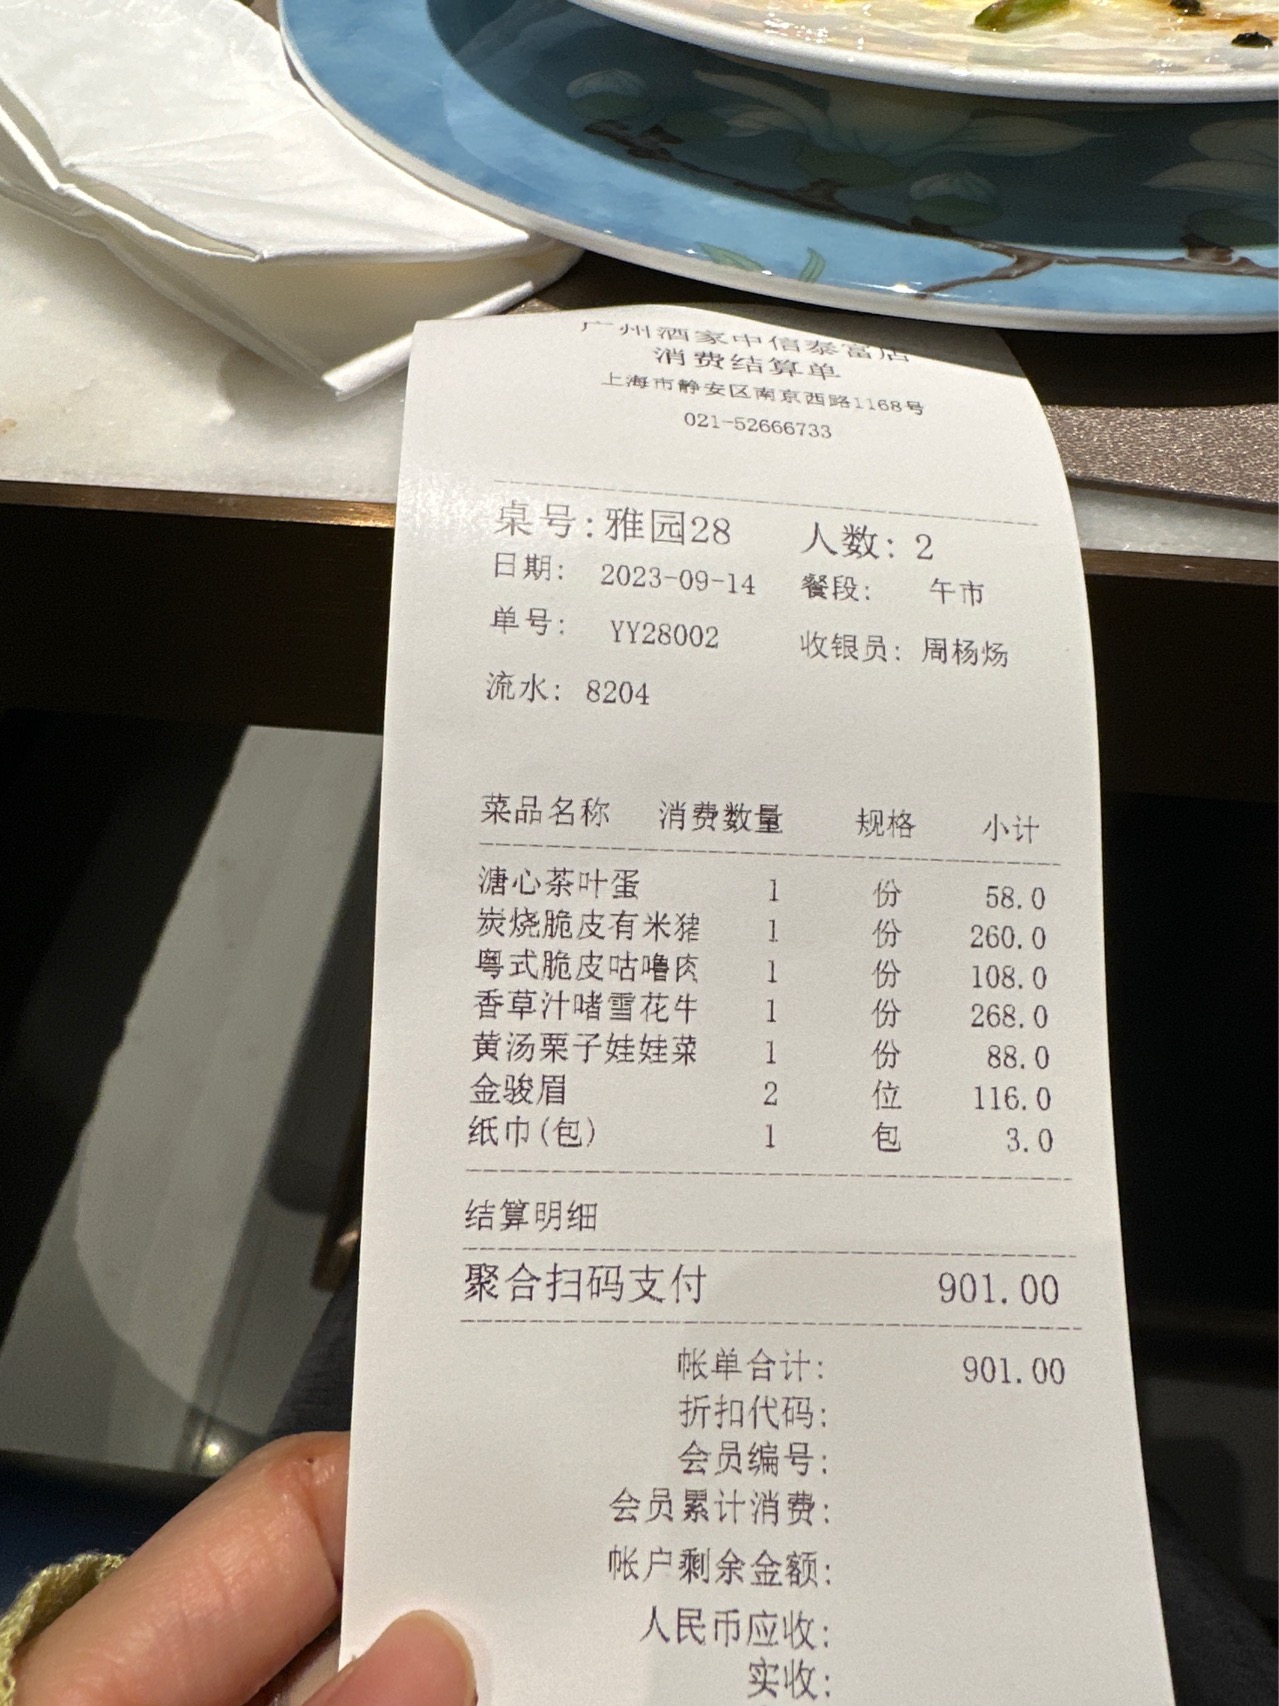 广州酒家中信泰富店
消费结算单
上海市静安区南京西路1168号
021-52666733
桌号:雅园28 人数: 2
日期: 2023-09-14 餐段: 午市
单号: YY28002 收银员: 周杨炀
流水: 8204
菜品名称 消费数量 规格 小计
溏心茶叶蛋 1 份 58.0
炭烧脆皮有米猪 1 份 260.0
粤式脆皮咕噜肉 1 份 108.0
香草汁啫雪花牛 1 份 268.0
黄汤栗子娃娃菜 1 份 88.0
金骏眉 2 位 116.0
纸巾(包) 1 包 3.0
结算明细
聚合扫码支付 901.00
帐单合计: 901.00
折扣代码:
会员编号:
会员累计消费:
帐户剩余金额:
人民币应收:
实收: